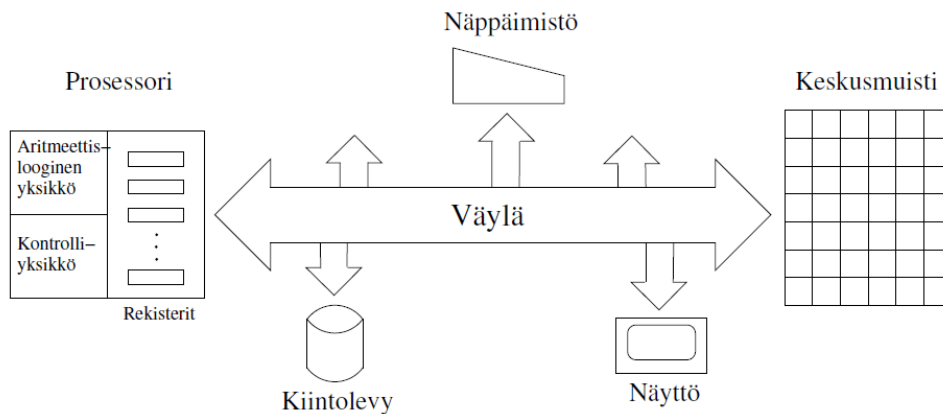 Näppäimistö
Prosessori
Keskusmuisti
Aritmeettis–
looginen
yksikkö
Väylä
Kontrolli–
yksikkö
Rekisterit
Kiintolevy
Näyttö